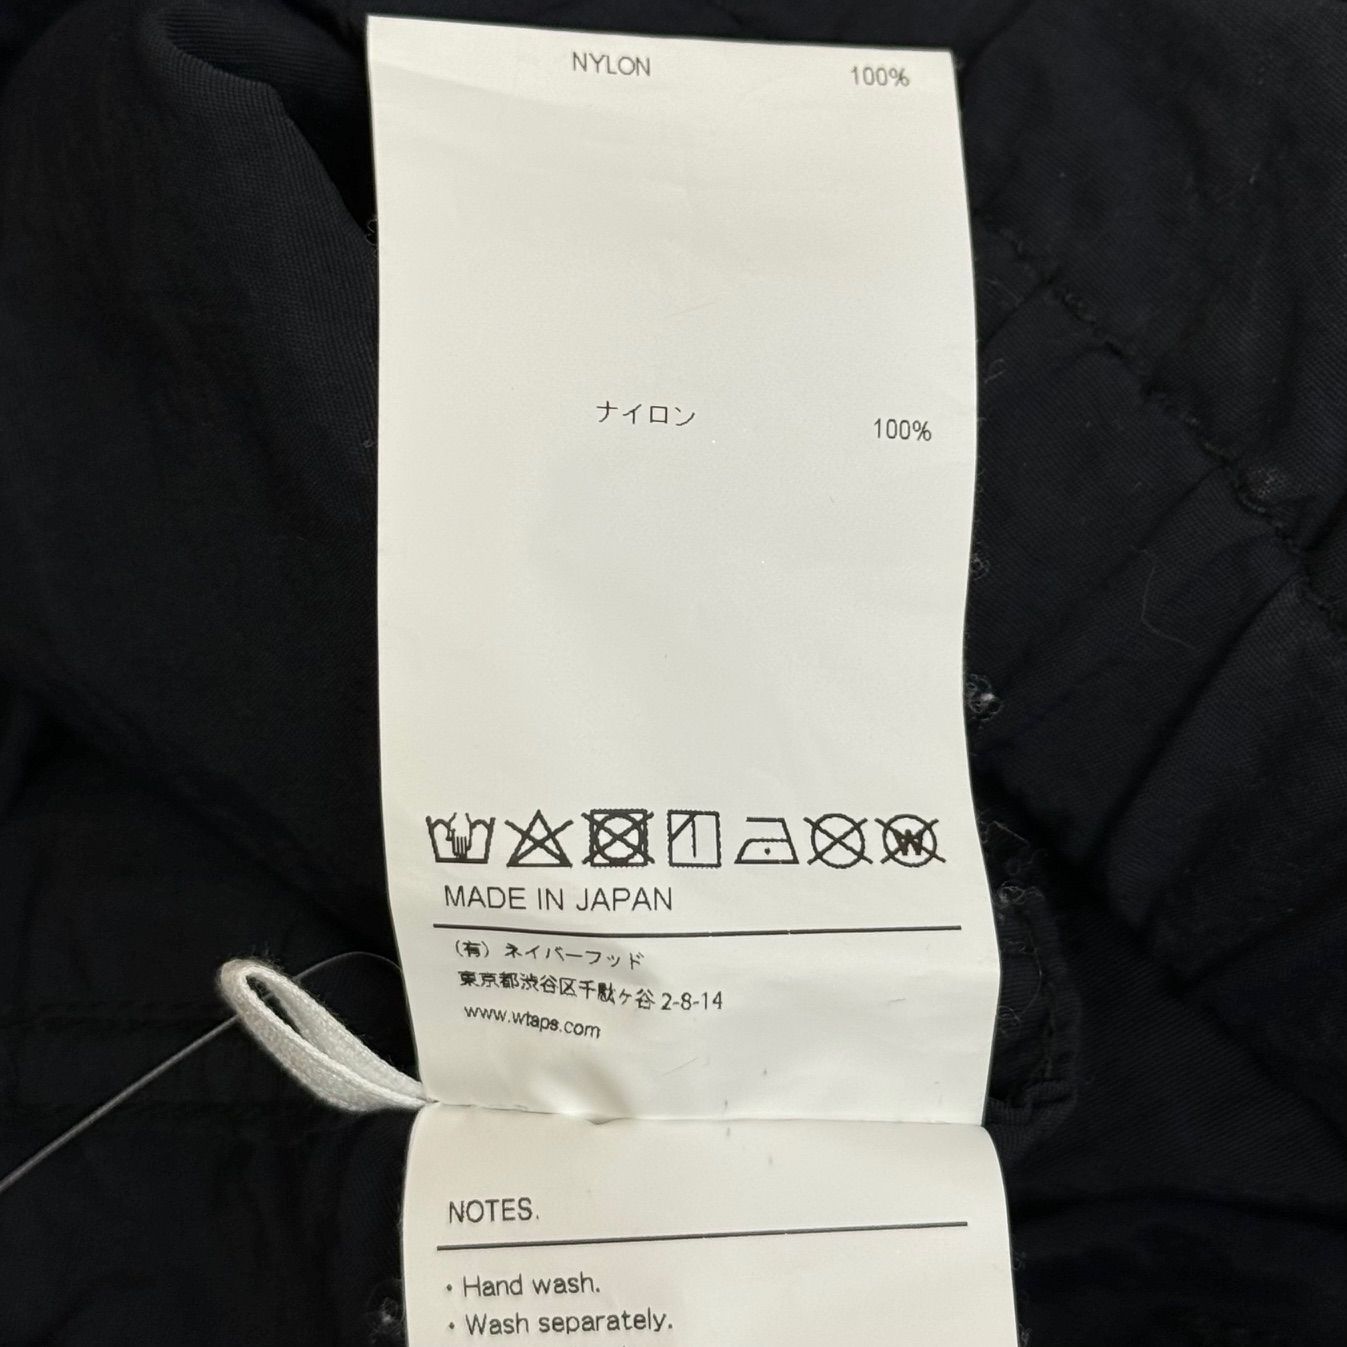 NYLON 100%
ナイロン 100%
MADE IN JAPAN
(有) ネイバーフッド
東京都渋谷区千駄ヶ谷 2-8-14
www.wtaps.com
NOTES.
・Hand wash.
・Wash separately.